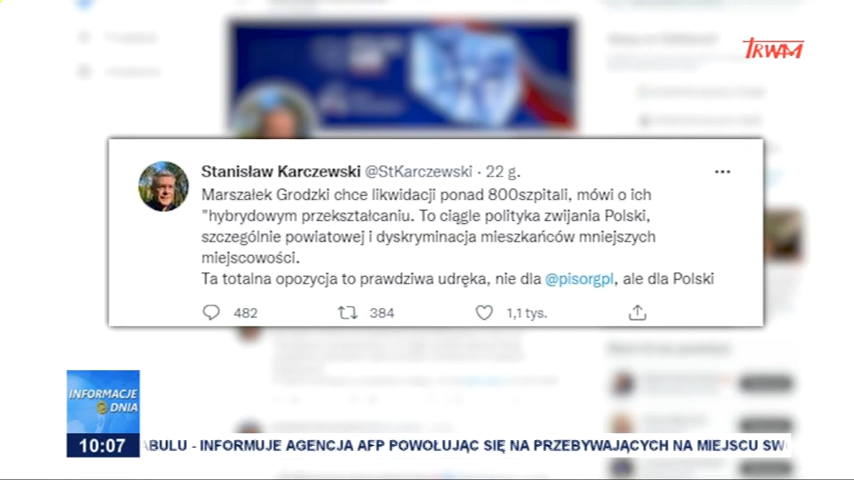 TRWAM
Stanisław Karczewski @StKarczewski · 22 g.
Marszałek Grodzki chce likwidacji ponad 800szpitali, mówi o ich
"hybrydowym przekształcaniu. To ciągle polityka zwijania Polski,
szczególnie powiatowej i dyskryminacja mieszkańców mniejszych
miejscowości.
Ta totalna opozycja to prawdziwa udręka, nie dla @pisorgpl, ale dla Polski
482 384 1,1 tys.
INFORMACJE
DNIA
10:07 ABULU - INFORMUJE AGENCJA AFP POWOŁUJĄC SIĘ NA PRZEBYWAJĄCYCH NA MIEJSCU SW